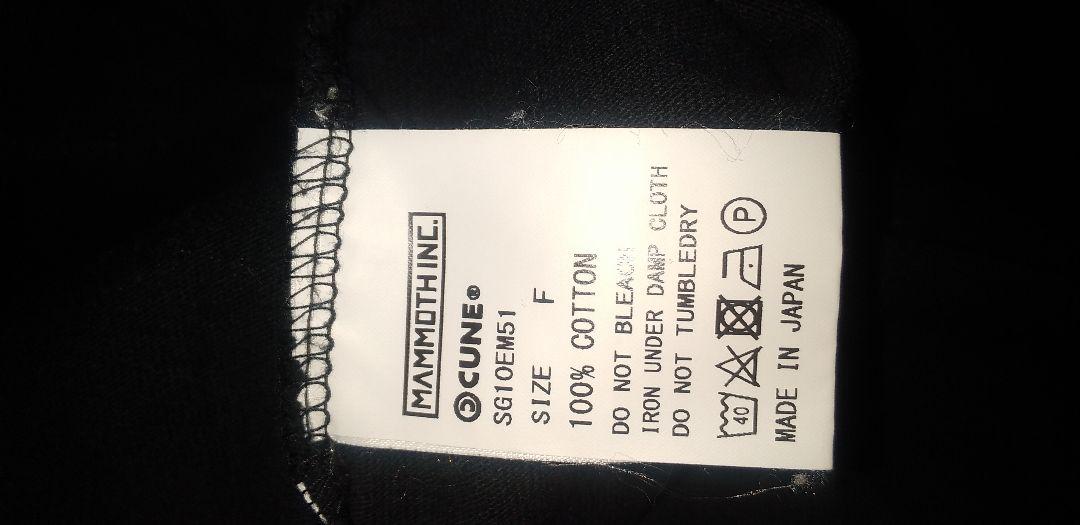 MAMMOTH INC.
CUNE®
SG10EM51
SIZE F
100% COTTON
DO NOT BLEACH
IRON UNDER DAMP CLOTH
DO NOT TUMBLEDRY
40 P
MADE IN JAPAN